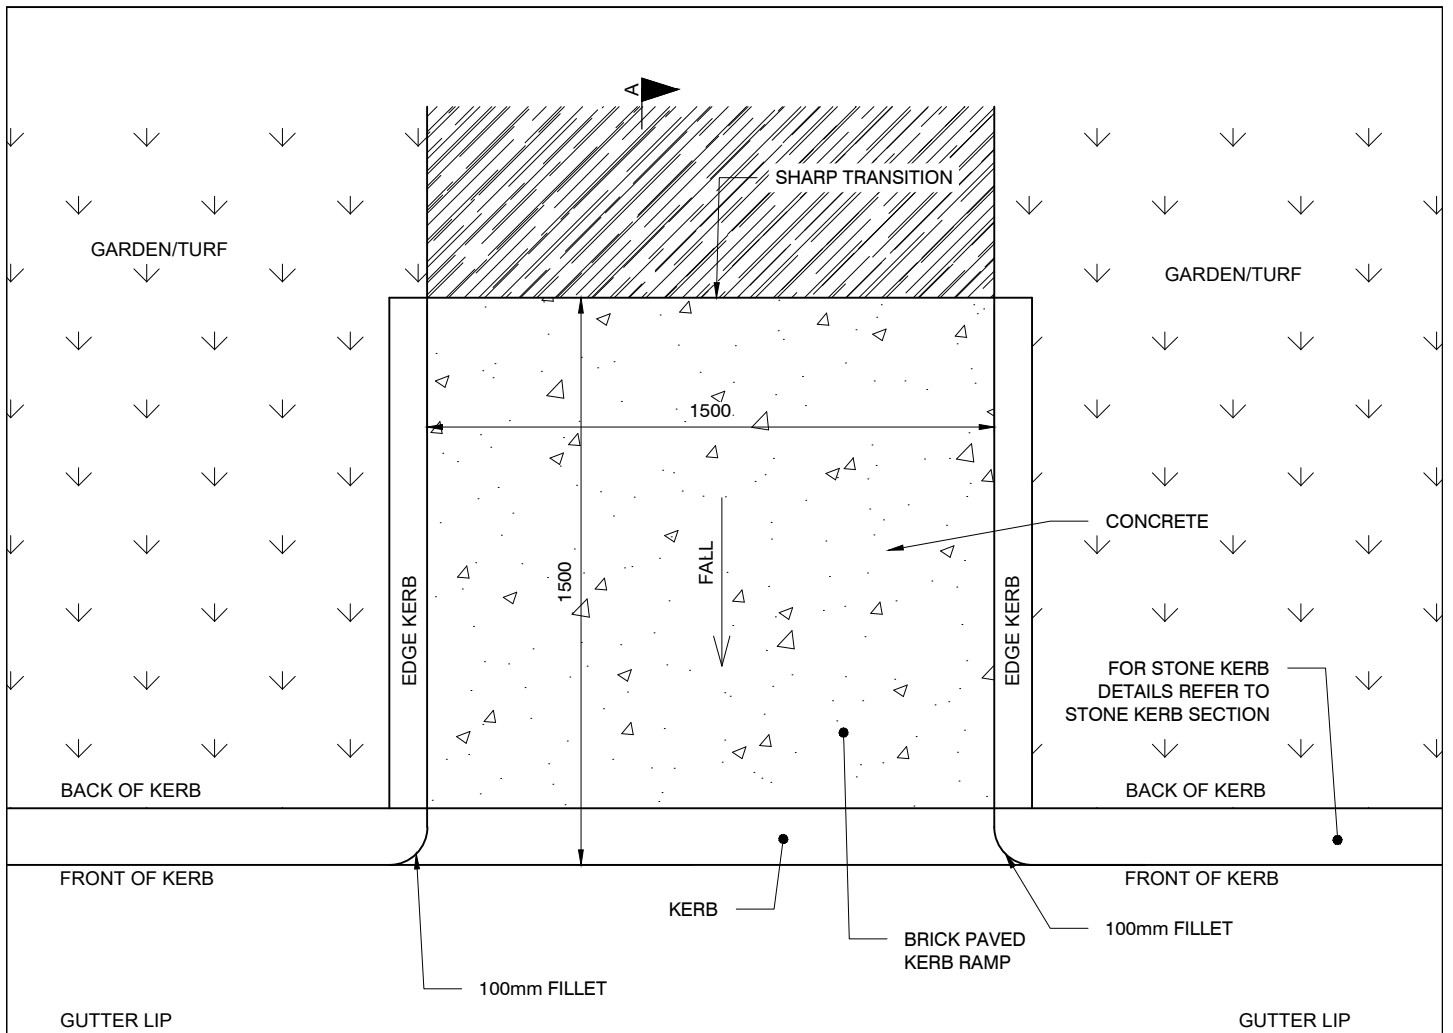 A
SHARP TRANSITION
GARDEN/TURF
GARDEN/TURF
1500
CONCRETE
FALL
1500
EDGE KERB
EDGE KERB
FOR STONE KERB
DETAILS REFER TO
STONE KERB SECTION
BACK OF KERB
BACK OF KERB
FRONT OF KERB
FRONT OF KERB
KERB
100mm FILLET
BRICK PAVED
KERB RAMP
100mm FILLET
GUTTER LIP
GUTTER LIP